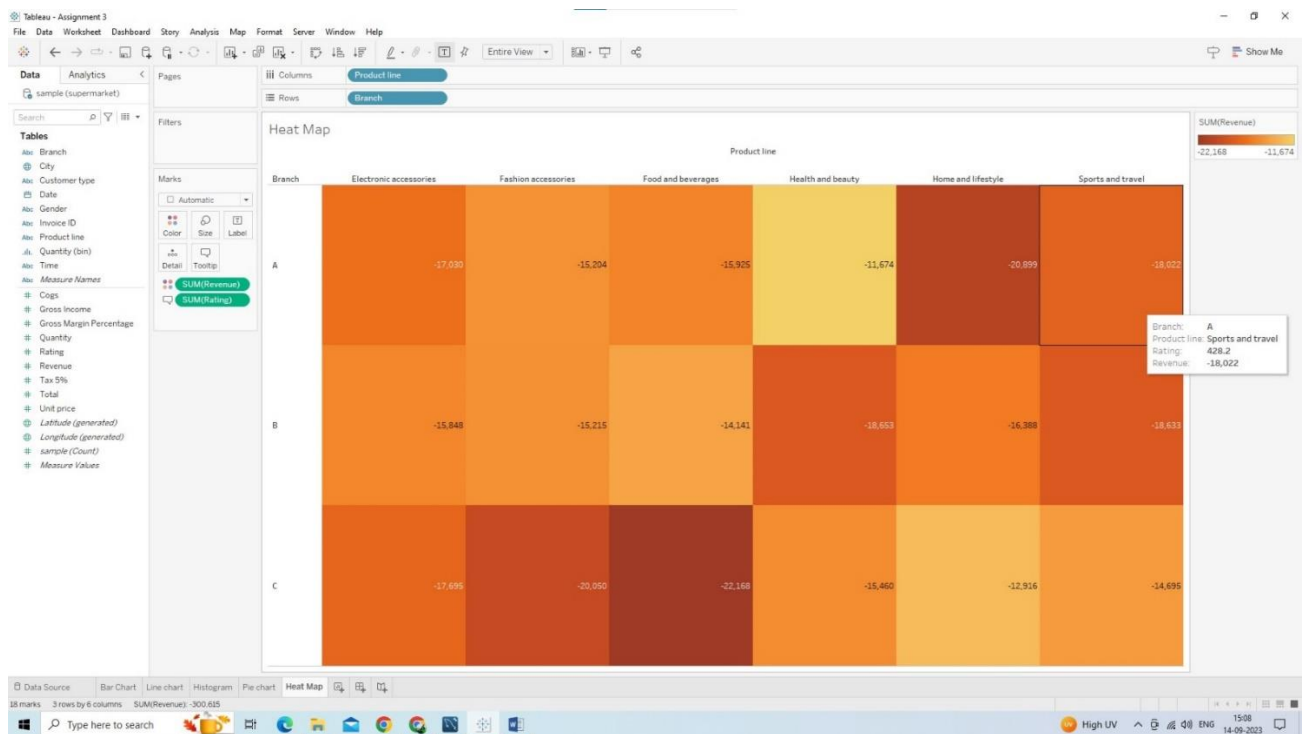 Tableau - Assignment 3
File Data Worksheet Dashboard Story Analysis Map Format Server Window Help
Entire View
Show Me
Data Analytics
sample (supermarket)
Search
Tables
Abc Branch
City
Abc Customer type
Date
Abc Gender
Abc Invoice ID
Abc Product line
Quantity (bin)
Abc Time
Abc Measure Names
# Cogs
# Gross Income
# Gross Margin Percentage
# Quantity
# Rating
# Revenue
# Tax 5%
# Total
# Unit price
Latitude (generated)
Longitude (generated)
# sample (Count)
# Measure Values
Pages
Filters
Marks
Automatic
Color Size Label
Detail Tooltip
SUM(Revenue)
SUM(Rating)
Columns Product line
Rows Branch
Heat Map
Product line
Branch Electronic accessories Fashion accessories Food and beverages Health and beauty Home and lifestyle Sports and travel
A -17,030 -15,204 -15,925 -11,674 -20,899 -18,022
B -15,848 -15,215 -14,141 -18,653 -16,388 -18,633
C -17,695 -20,050 -22,168 -15,460 -12,916 -14,695
Branch: A
Product line: Sports and travel
Rating: 428.2
Revenue: -18,022
SUM(Revenue)
-22,168 -11,674
Data Source Bar Chart Line chart Histogram Pie chart Heat Map
18 marks 3 rows by 6 columns SUM(Revenue): -300,615
Type here to search
High UV ENG 15:08
14-09-2023